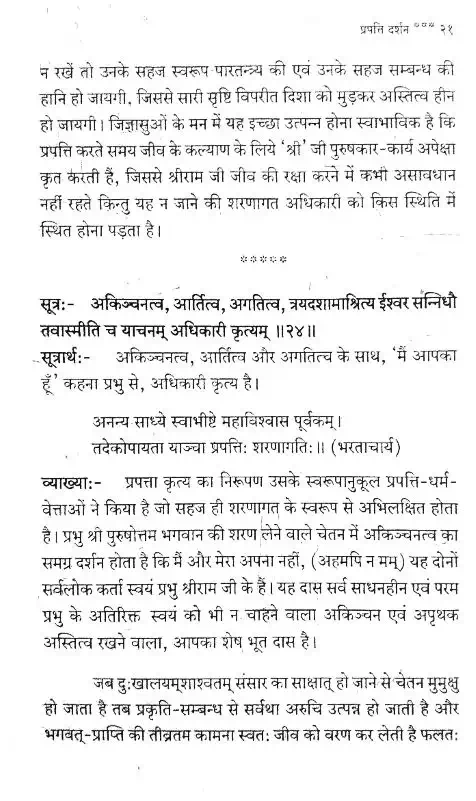 प्रपत्ति दर्शन *** २१
न रखें तो उनके सहज स्वरूप पारतन्त्र्य की एवं उनके सहज सम्बन्ध की
हानि हो जायगी, जिससे सारी सृष्टि विपरीत दिशा को मुड़कर अस्तित्व हीन
हो जायगी। जिज्ञासुओं के मन में यह इच्छा उत्पन्न होना स्वाभाविक है कि
प्रपत्ति करते समय जीव के कल्याण के लिये ‘श्री’ जी पुरुषकार-कार्य अपेक्षा
कृत करती हैं, जिससे श्रीराम जी जीव की रक्षा करने में कभी असावधान
नहीं रहते किन्तु यह न जाने की शरणागत अधिकारी को किस स्थिति में
स्थित होना पड़ता है।
*****
सूत्र:- अकिञ्चनत्व, आर्तित्व, अगतित्व, त्रयदशामाश्रित्य ईश्वर सन्निधौ
तवास्मीति च याचनम् अधिकारी कृत्यम् ॥२४॥
सूत्रार्थ:- अकिञ्चनत्व, आर्तित्व और अगतित्व के साथ, ‘मैं आपका
हूँ’ कहना प्रभु से, अधिकारी कृत्य है।
अनन्य साध्ये स्वाभीष्टे महाविश्वास पूर्वकम्।
तदेकोपायता याञ्चा प्रपत्ति: शरणागति:॥ (भरताचार्य)
व्याख्या:- प्रपत्ता कृत्य का निरूपण उसके स्वरूपानुकूल प्रपत्ति-धर्म-
वेत्ताओं ने किया है जो सहज ही शरणागत के स्वरूप से अभिलक्षित होता
है। प्रभु श्री पुरुषोत्तम भगवान की शरण लेने वाले चेतन में अकिञ्चनत्व का
समग्र दर्शन होता है कि मैं और मेरा अपना नहीं, (अहमपि न मम्) यह दोनों
सर्वलोक कर्ता स्वयं प्रभु श्रीराम जी के हैं। यह दास सर्व साधनहीन एवं परम
प्रभु के अतिरिक्त स्वयं को भी न चाहने वाला अकिञ्चन एवं अपृथक
अस्तित्व रखने वाला, आपका शेष भूत दास है।
जब दु:खालयम्शाश्वतम् संसार का साक्षात् हो जाने से चेतन मुमुक्षु
हो जाता है तब प्रकृति-सम्बन्ध से सर्वथा अरुचि उत्पन्न हो जाती है और
भगवत्-प्राप्ति की तीव्रतम कामना स्वत: जीव को वरण कर लेती है फलत: